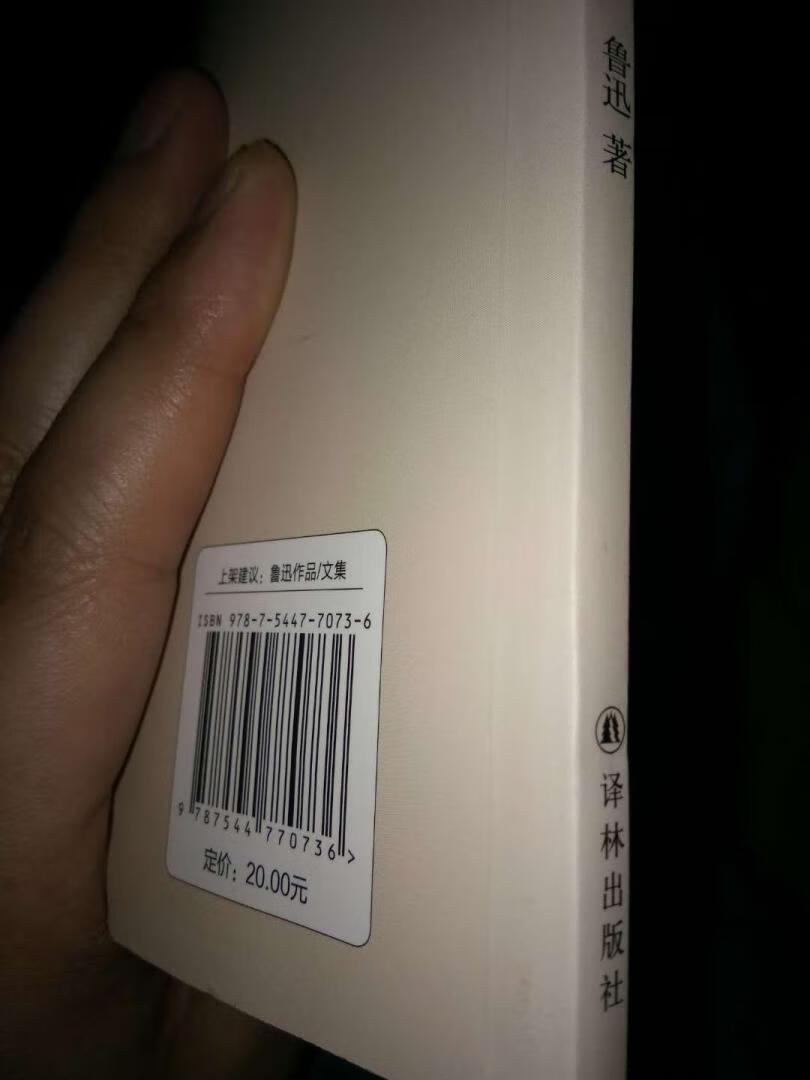 鲁迅 著
上架建议：鲁迅作品/文集
ISBN 978-7-5447-7073-6
9 787544 770736 >
定价：20.00元
译林出版社